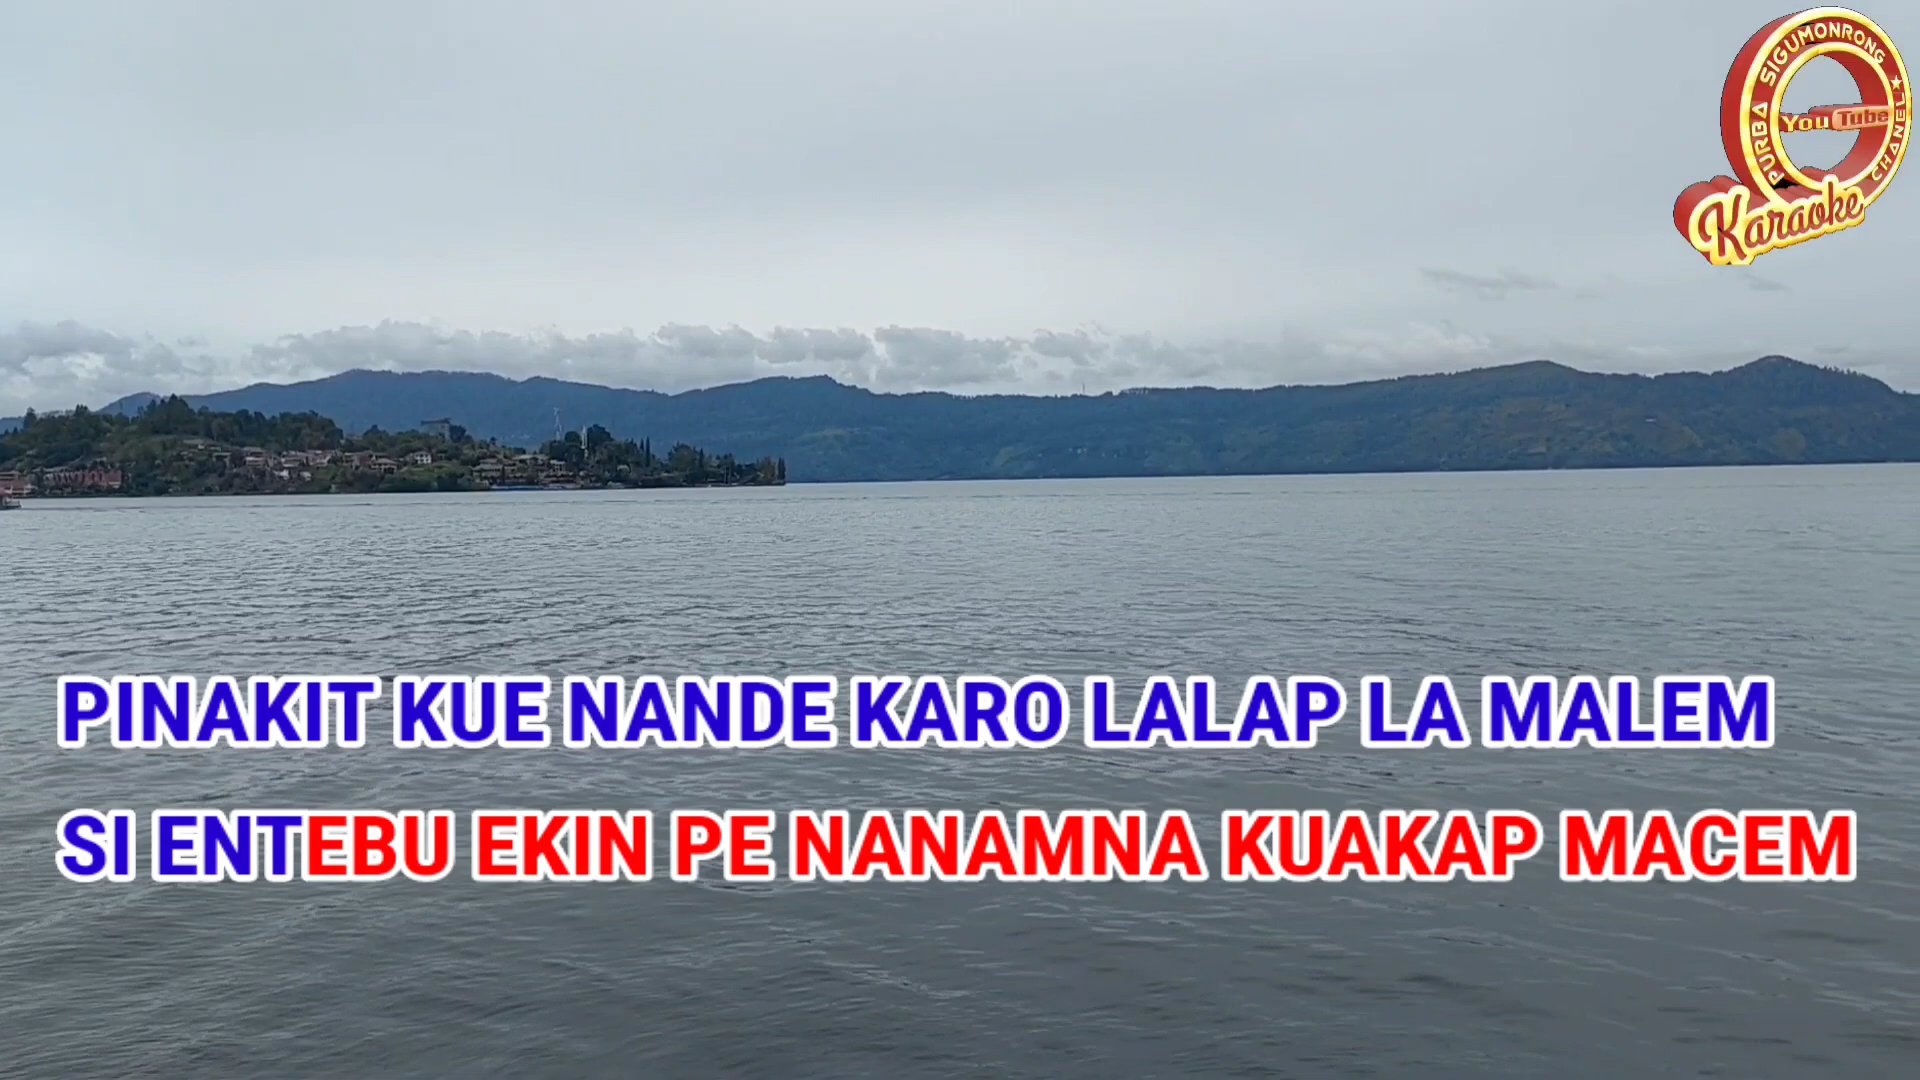 PURBA SIGUMONRONG ★ CHANEL
YouTube
Karaoke
PINAKIT KUE NANDE KARO LALAP LA MALEM
SI ENTEBU EKIN PE NANAMNA KUAKAP MACEM